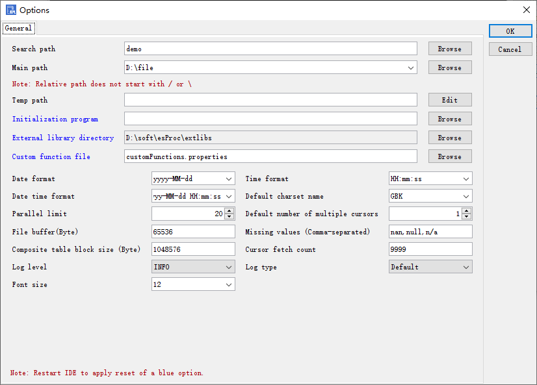 Options
General
OK
Cancel
Search path demo Browse
Main path D:\file Browse
Note: Relative path does not start with / or \
Temp path Edit
Initialization program Browse
External library directory D:\soft\esProc\extlibs Browse
Custom function file customFunctions.properties Browse
Date format yyyy-MM-dd Time format HH:mm:ss
Date time format yy-MM-dd HH:mm:ss Default charset name GBK
Parallel limit 20 Default number of multiple cursors 1
File buffer(Byte) 65536 Missing values (Comma-separated) nan,null,n/a
Composite table block size (Byte) 1048576 Cursor fetch count 9999
Log level INFO Log type Default
Font size 12
Note: Restart IDE to apply reset of a blue option.